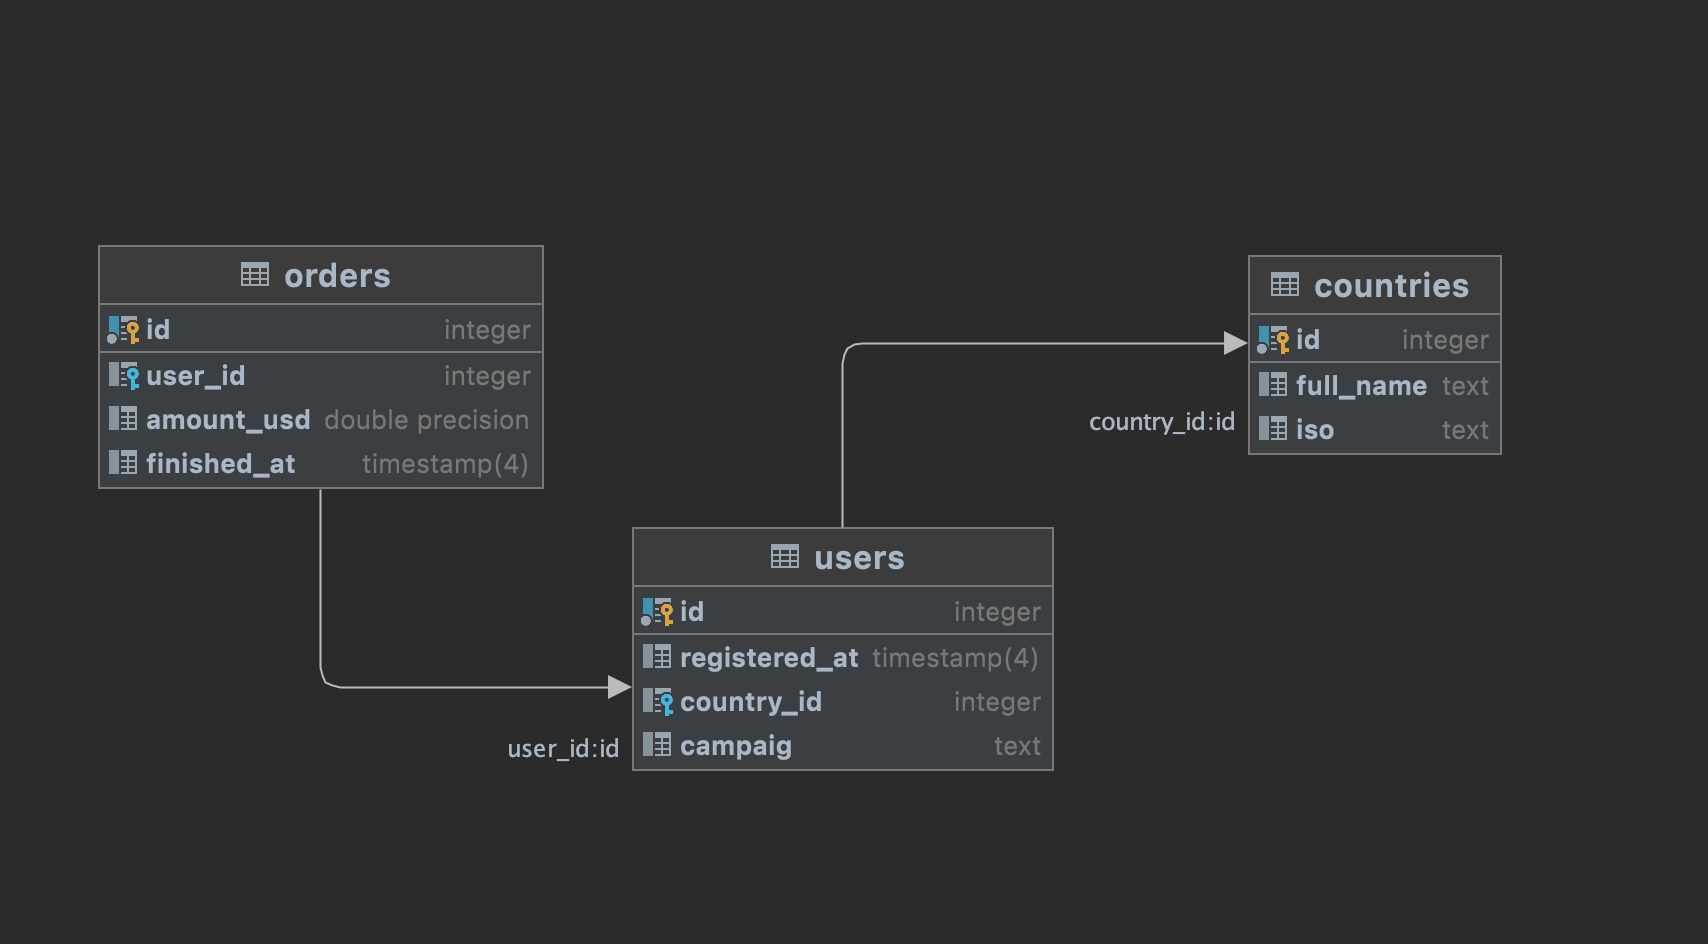 orders
id integer
user_id integer
amount_usd double precision
finished_at timestamp(4)
countries
id integer
full_name text
iso text
country_id:id
users
id integer
registered_at timestamp(4)
country_id integer
campaig text
user_id:id